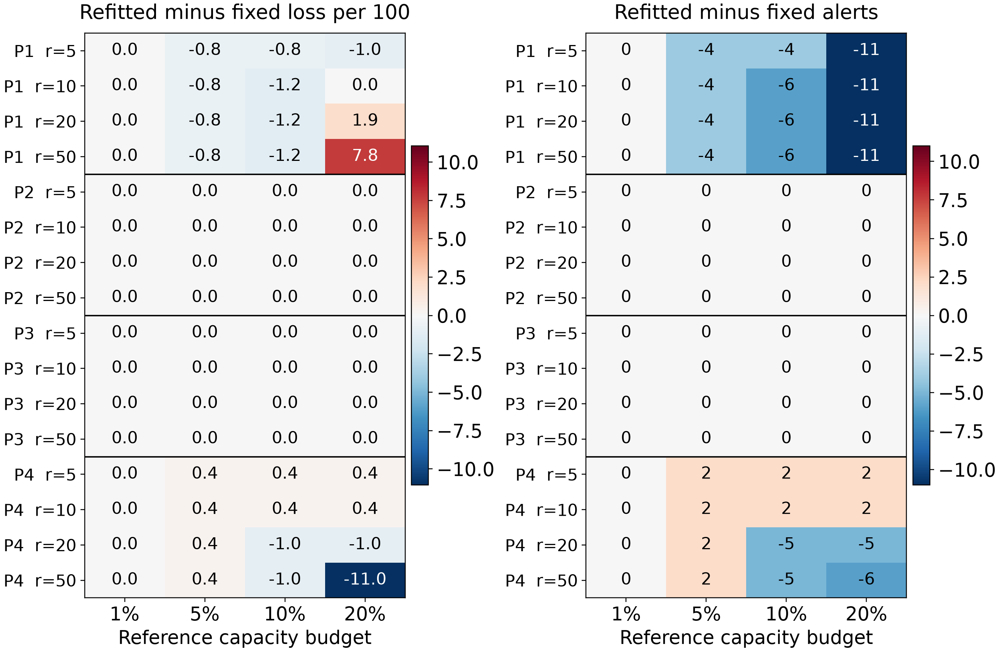 Refitted minus fixed loss per 100
P1 r=5 0.0 -0.8 -0.8 -1.0
P1 r=10 0.0 -0.8 -1.2 0.0
P1 r=20 0.0 -0.8 -1.2 1.9
P1 r=50 0.0 -0.8 -1.2 7.8
P2 r=5 0.0 0.0 0.0 0.0
P2 r=10 0.0 0.0 0.0 0.0
P2 r=20 0.0 0.0 0.0 0.0
P2 r=50 0.0 0.0 0.0 0.0
P3 r=5 0.0 0.0 0.0 0.0
P3 r=10 0.0 0.0 0.0 0.0
P3 r=20 0.0 0.0 0.0 0.0
P3 r=50 0.0 0.0 0.0 0.0
P4 r=5 0.0 0.4 0.4 0.4
P4 r=10 0.0 0.4 0.4 0.4
P4 r=20 0.0 0.4 -1.0 -1.0
P4 r=50 0.0 0.4 -1.0 -11.0
1% 5% 10% 20%
Reference capacity budget
10.0
7.5
5.0
2.5
0.0
−2.5
−5.0
−7.5
−10.0
Refitted minus fixed alerts
P1 r=5 0 -4 -4 -11
P1 r=10 0 -4 -6 -11
P1 r=20 0 -4 -6 -11
P1 r=50 0 -4 -6 -11
P2 r=5 0 0 0 0
P2 r=10 0 0 0 0
P2 r=20 0 0 0 0
P2 r=50 0 0 0 0
P3 r=5 0 0 0 0
P3 r=10 0 0 0 0
P3 r=20 0 0 0 0
P3 r=50 0 0 0 0
P4 r=5 0 2 2 2
P4 r=10 0 2 2 2
P4 r=20 0 2 -5 -5
P4 r=50 0 2 -5 -6
1% 5% 10% 20%
Reference capacity budget
10.0
7.5
5.0
2.5
0.0
−2.5
−5.0
−7.5
−10.0